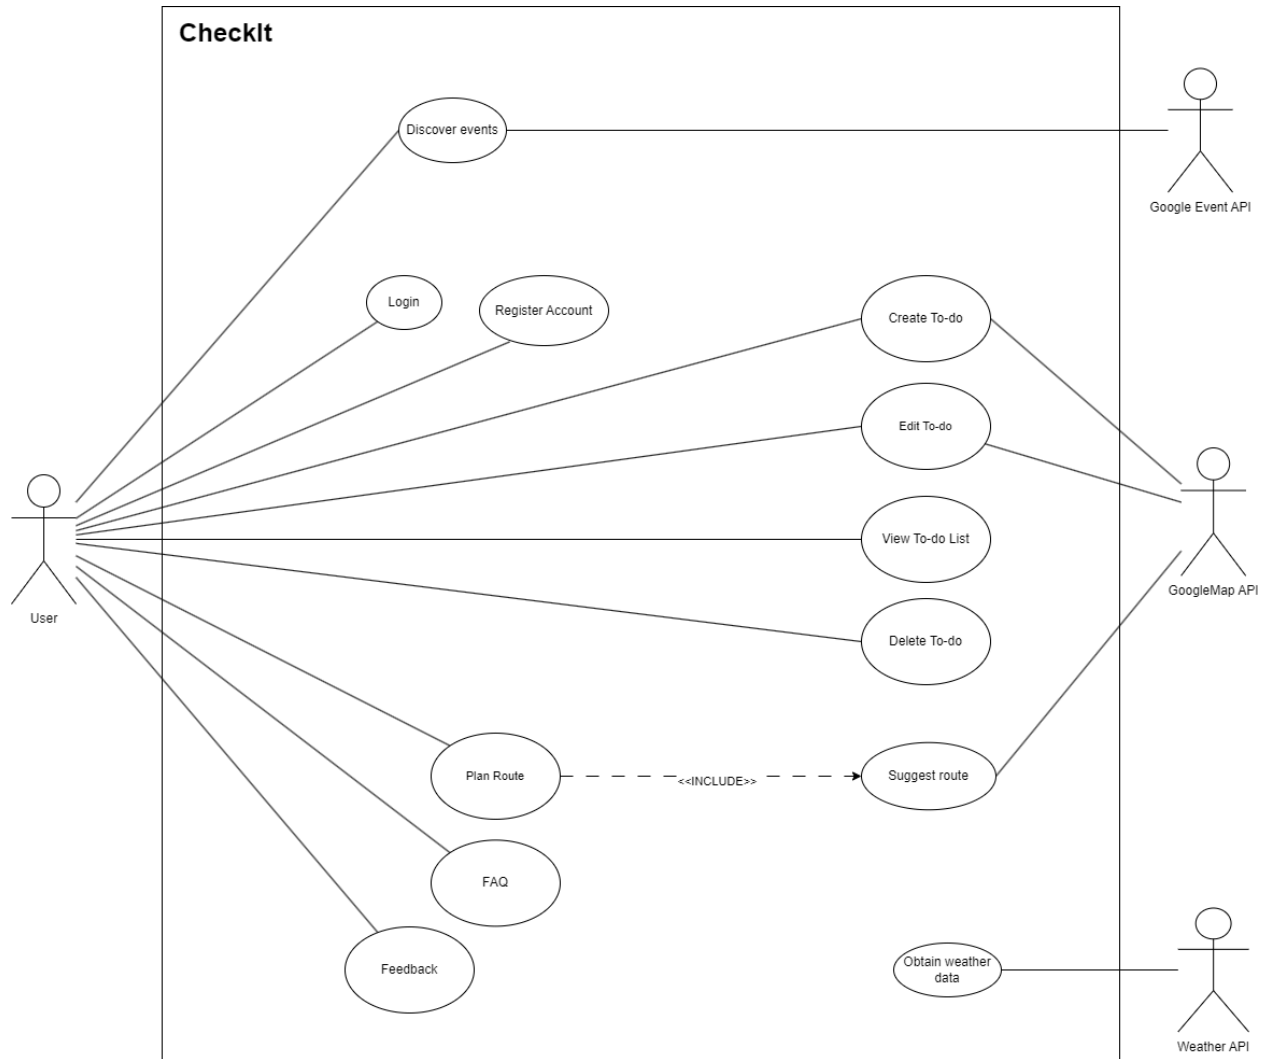 CheckIt
Discover events
Google Event API
Login
Register Account
Create To-do
Edit To-do
View To-do List
GoogleMap API
User
Delete To-do
Plan Route
<<INCLUDE>>
Suggest route
FAQ
Feedback
Obtain weather
data
Weather API